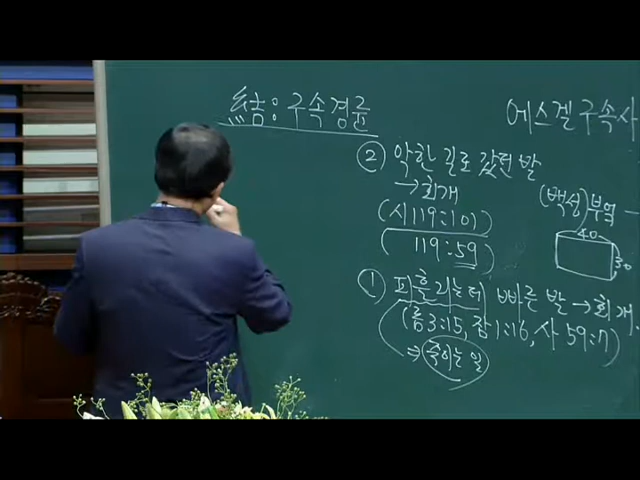 結론: 구속경륜
에스겔 구속사
② 악한 길로 갔던 발
→ 회개
(시119:101)
119:59
(백성) 부엌
40
30
① 피흘리는데 빠른 발 → 회개
(롬3:15, 잠1:16, 사59:7)
⇒ 죽이는 일